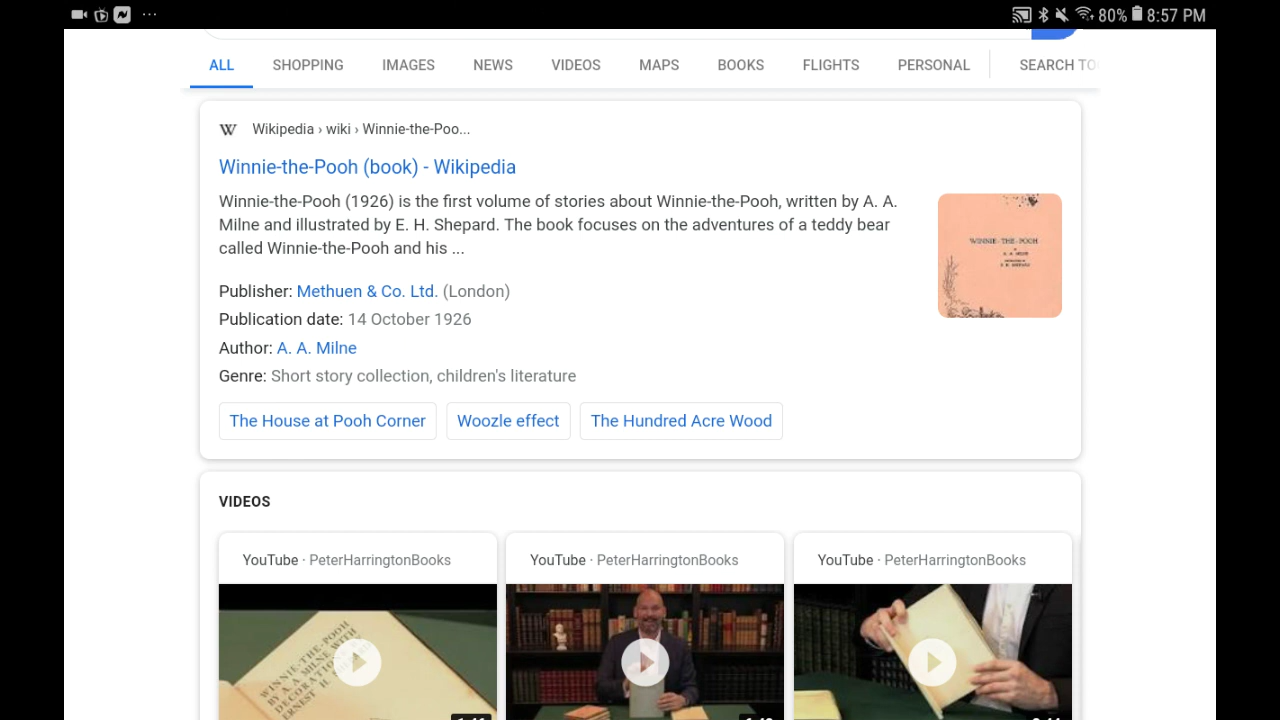 80% 8:57 PM
ALL SHOPPING IMAGES NEWS VIDEOS MAPS BOOKS FLIGHTS PERSONAL SEARCH TO
W Wikipedia › wiki › Winnie-the-Poo...
Winnie-the-Pooh (book) - Wikipedia
Winnie-the-Pooh (1926) is the first volume of stories about Winnie-the-Pooh, written by A. A.
Milne and illustrated by E. H. Shepard. The book focuses on the adventures of a teddy bear
called Winnie-the-Pooh and his ...
WINNIE-THE-POOH
Publisher: Methuen & Co. Ltd. (London)
Publication date: 14 October 1926
Author: A. A. Milne
Genre: Short story collection, children's literature
The House at Pooh Corner Woozle effect The Hundred Acre Wood
VIDEOS
YouTube · PeterHarringtonBooks YouTube · PeterHarringtonBooks YouTube · PeterHarringtonBooks
WINNIE-THE-POOH
BY A. A. MILNE WITH